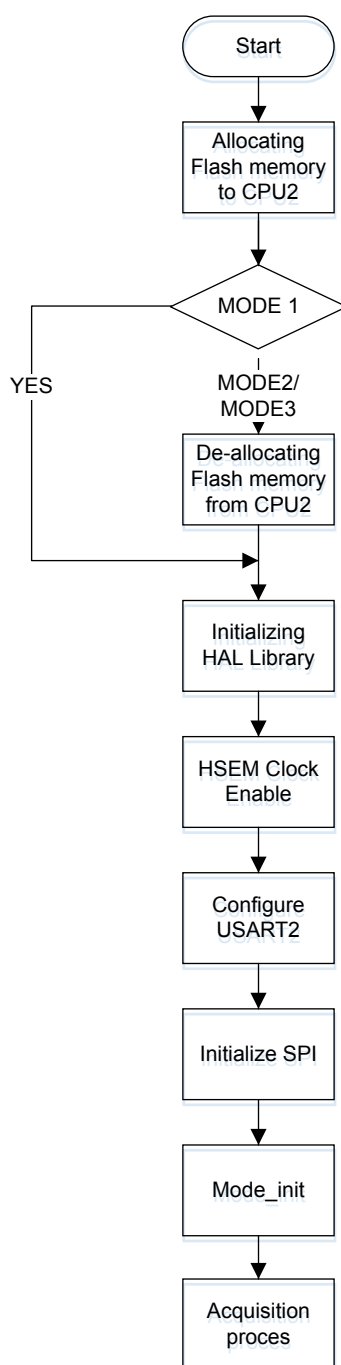 Start
Allocating
Flash memory
to CPU2
MODE 1
YES
MODE2/
MODE3
De-allocating
Flash memory
from CPU2
Initializing
HAL Library
HSEM Clock
Enable
Configure
USART2
Initialize SPI
Mode_init
Acquisition
proces